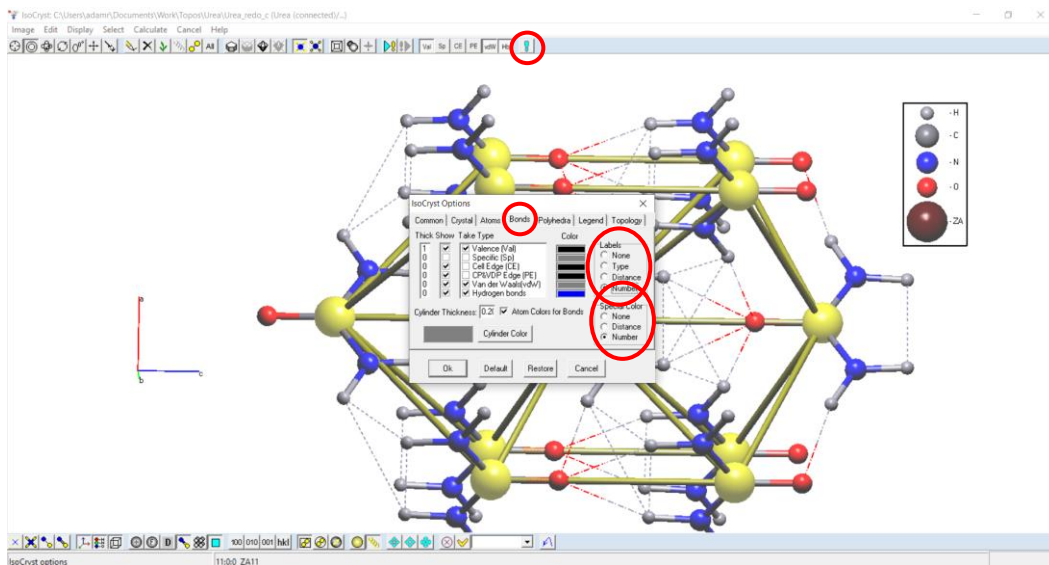 IsoCryst: C:\Users\adamr\Documents\Work\Topos\Urea\Urea_redo_c (Urea (connected)/...)
Image Edit Display Select Calculate Cancel Help
All Val Sp CE PE vdW Hb
- H
- C
- N
- O
- ZA
IsoCryst Options
Common Crystal Atoms Bonds Polyhedra Legend Topology
Thick Show Take Type Color
1 Valence (Val)
0 Specific (Sp)
0 Cell Edge (CE)
0 CP&VDP Edge (PE)
0 Van der Waals(vdW)
0 Hydrogen bonds
Labels
None
Type
Distance
Number
Cylinder Thickness: 0.2 Atom Colors for Bonds
Cylinder Color
Special Color
None
Distance
Number
Ok Default Restore Cancel
a
b
c
100 010 001 hkl
IsoCryst options 11:0:0 ZA11